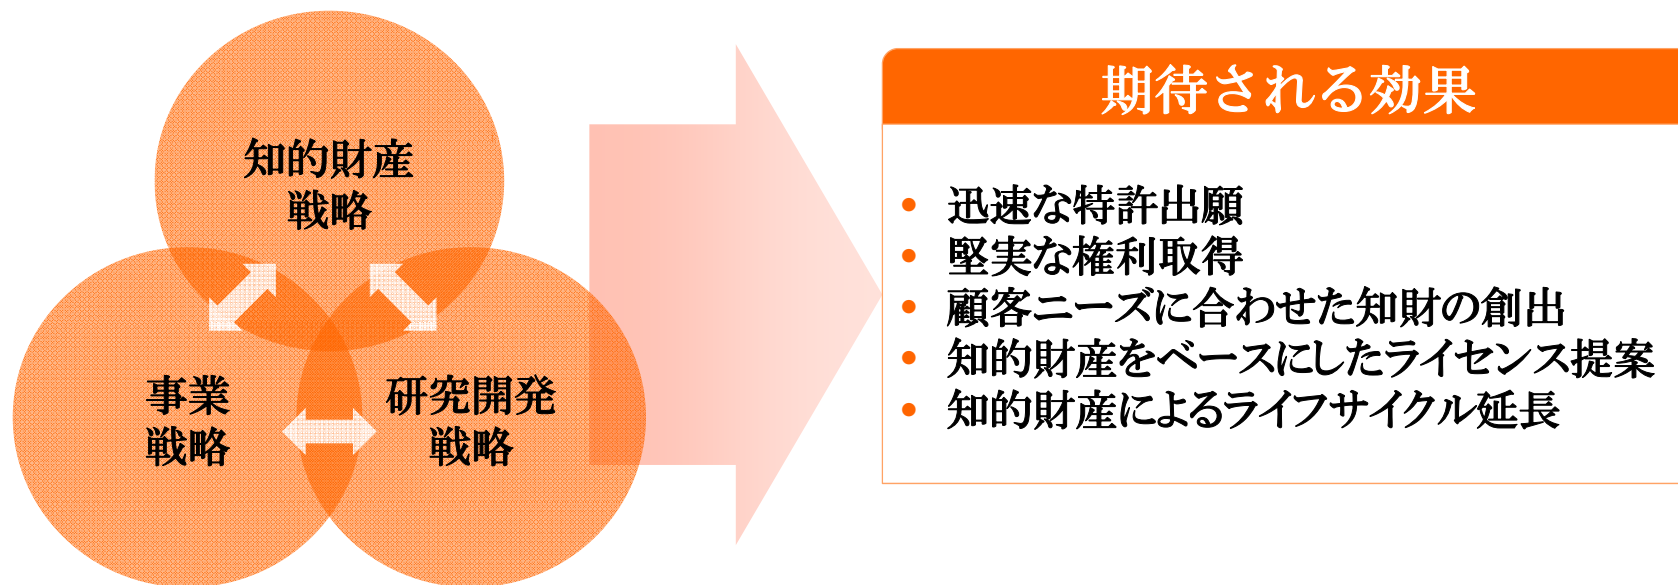 知的財産
戦略
事業
戦略
研究開発
戦略
期待される効果
• 迅速な特許出願
• 堅実な権利取得
• 顧客ニーズに合わせた知財の創出
• 知的財産をベースにしたライセンス提案
• 知的財産によるライフサイクル延長